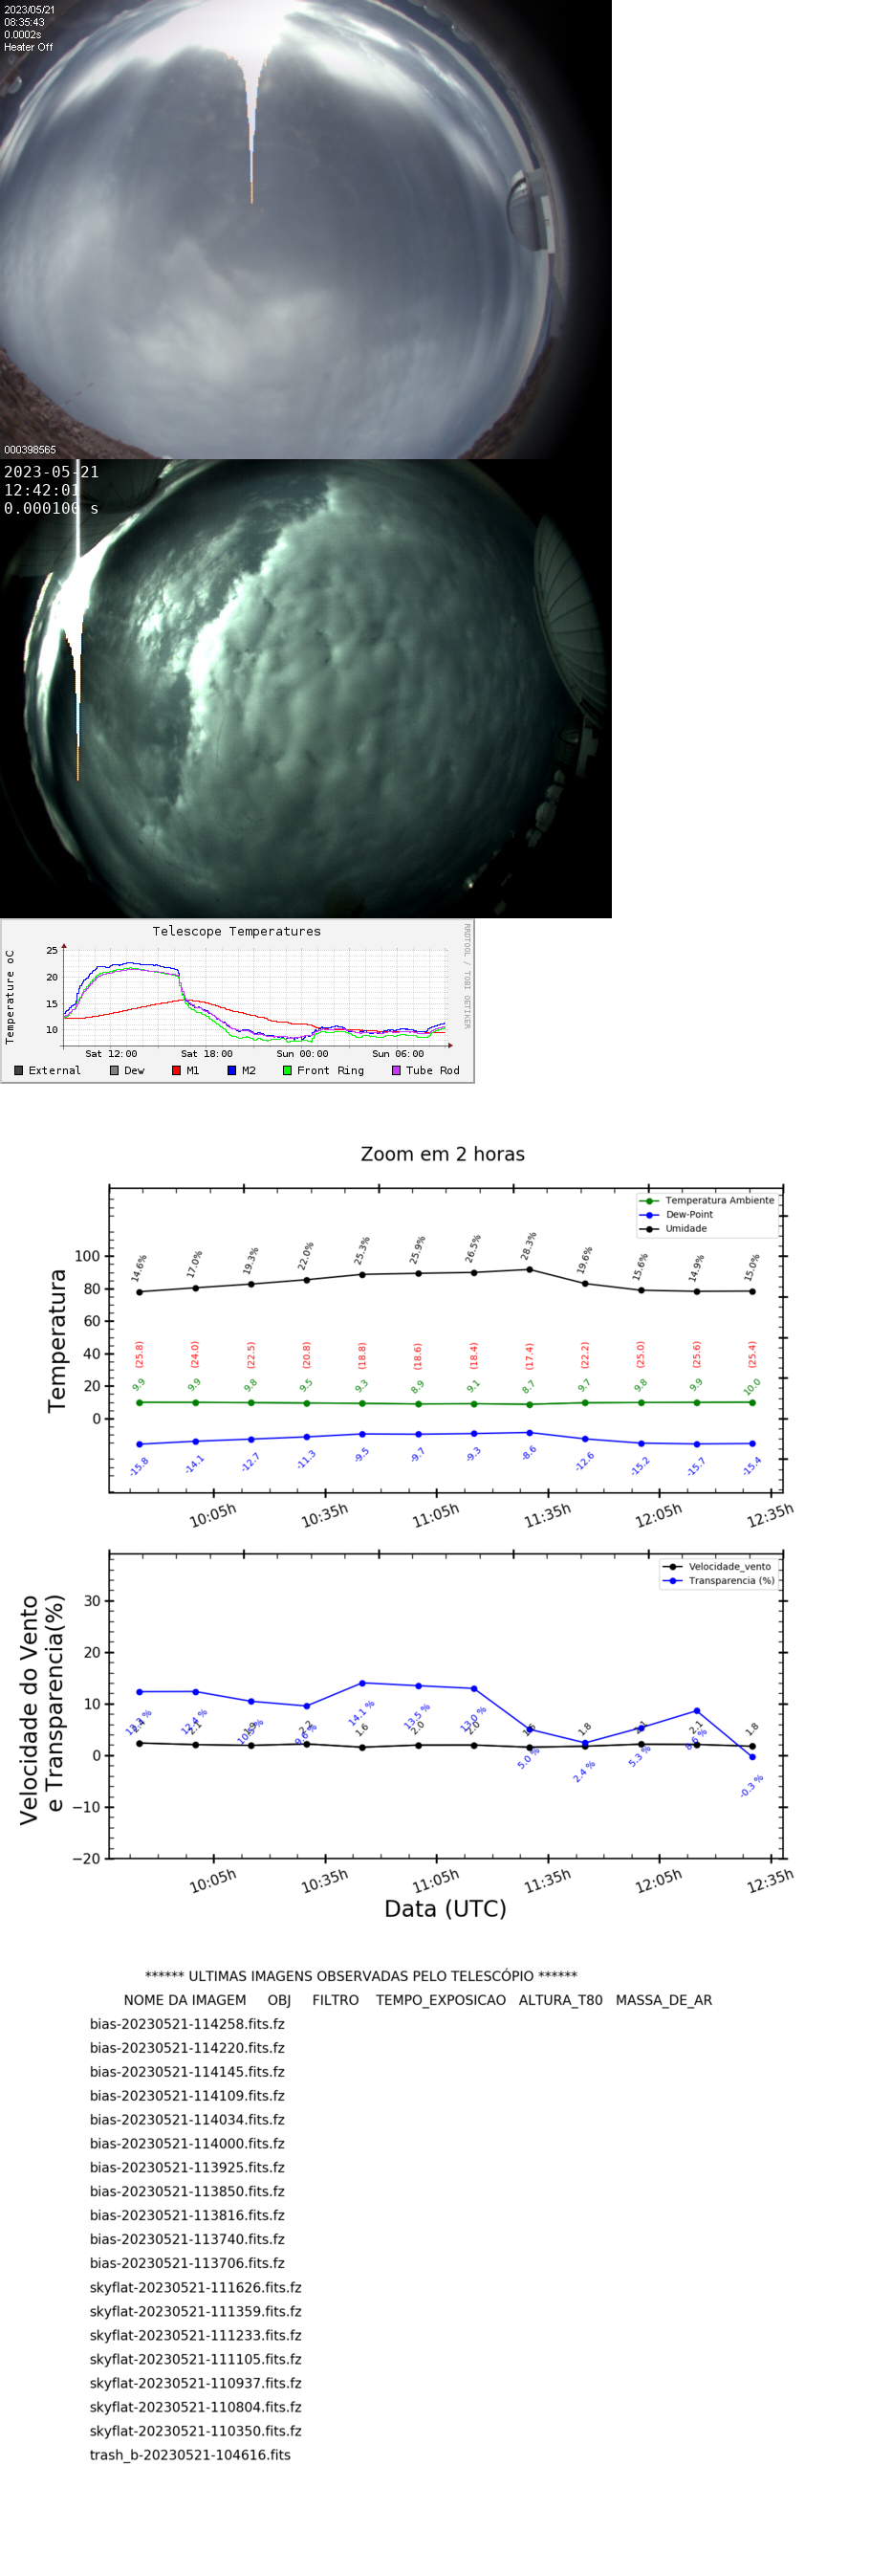 2023/05/21
08:35:43
0.0002s
Heater Off
000398565
2023-05-21
12:42:01
0.000100 s
Telescope Temperatures
RRDTOOL / TOBI OETIKER
Temperature oC
25
20
15
10
Sat 12:00 Sat 18:00 Sun 00:00 Sun 06:00
External Dew M1 M2 Front Ring Tube Rod
Zoom em 2 horas
Temperatura Ambiente
Dew-Point
Umidade
Temperatura
100
80
60
40
20
0
14.6% 17.0% 19.3% 22.0% 25.3% 25.9% 26.5% 28.3% 19.6% 15.6% 14.9% 15.0%
(25.8) (24.0) (22.5) (20.8) (18.8) (18.6) (18.4) (17.4) (22.2) (25.0) (25.6) (25.4)
9.9 9.9 9.8 9.5 9.3 8.9 9.1 8.7 9.7 9.8 9.9 10.0
-15.8 -14.1 -12.7 -11.3 -9.5 -9.7 -9.3 -8.6 -12.6 -15.2 -15.7 -15.4
10:05h 10:35h 11:05h 11:35h 12:05h 12:35h
Velocidade_vento
Transparencia (%)
Velocidade do Vento
e Transparencia(%)
30
20
10
0
−10
−20
14.1 % 13.5 % 13.0 % 5.0 % 2.4 % 5.3 % -0.3 %
2.1 2.2 1.6 2.0 2.0 1.8 2.1 1.8
10:05h 10:35h 11:05h 11:35h 12:05h 12:35h
Data (UTC)
****** ULTIMAS IMAGENS OBSERVADAS PELO TELESCÓPIO ******
NOME DA IMAGEM OBJ FILTRO TEMPO_EXPOSICAO ALTURA_T80 MASSA_DE_AR
bias-20230521-114258.fits.fz
bias-20230521-114220.fits.fz
bias-20230521-114145.fits.fz
bias-20230521-114109.fits.fz
bias-20230521-114034.fits.fz
bias-20230521-114000.fits.fz
bias-20230521-113925.fits.fz
bias-20230521-113850.fits.fz
bias-20230521-113816.fits.fz
bias-20230521-113740.fits.fz
bias-20230521-113706.fits.fz
skyflat-20230521-111626.fits.fz
skyflat-20230521-111359.fits.fz
skyflat-20230521-111233.fits.fz
skyflat-20230521-111105.fits.fz
skyflat-20230521-110937.fits.fz
skyflat-20230521-110804.fits.fz
skyflat-20230521-110350.fits.fz
trash_b-20230521-104616.fits